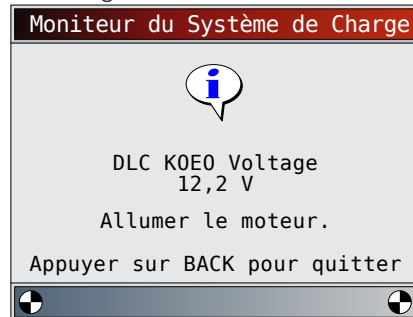 Moniteur du Système de Charge
i
DLC KOEO Voltage
12,2 V
Allumer le moteur.
Appuyer sur BACK pour quitter